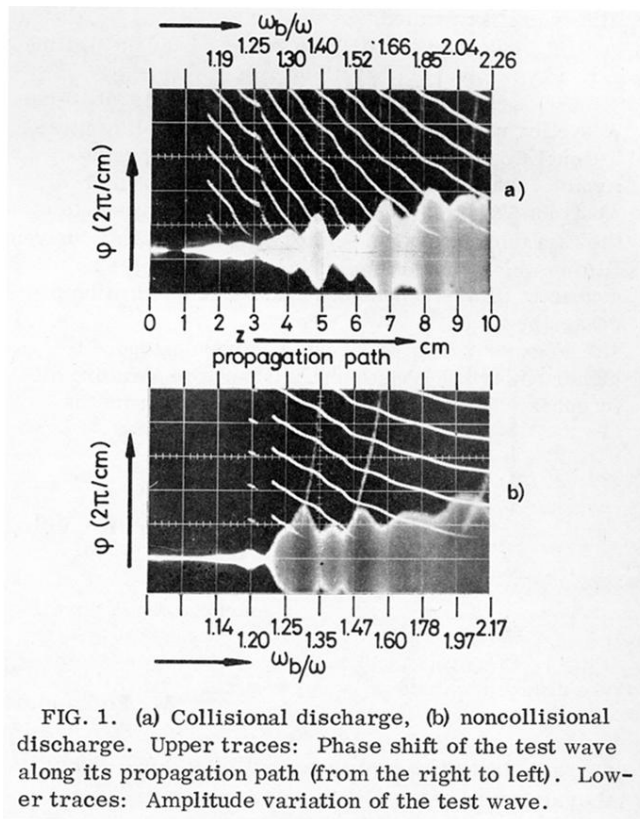 ω_b/ω
1.19 1.25 1.30 1.40 1.52 1.66 1.85 2.04 2.26
φ (2π/cm)
a)
0 1 2 3 4 5 6 7 8 9 10
z cm
propagation path
φ (2π/cm)
b)
1.14 1.20 1.25 1.35 1.47 1.60 1.78 1.97 2.17
ω_b/ω
FIG. 1. (a) Collisional discharge, (b) noncollisional
discharge. Upper traces: Phase shift of the test wave
along its propagation path (from the right to left). Low-
er traces: Amplitude variation of the test wave.